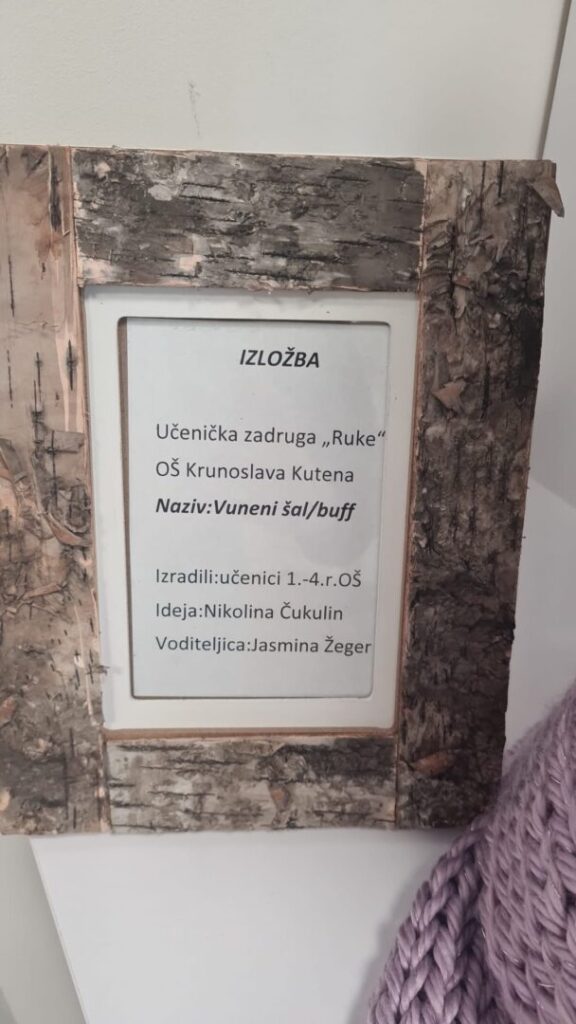 IZLOŽBA
Učenička zadruga „Ruke“
OŠ Krunoslava Kutena
Naziv:Vuneni šal/buff
Izradili:učenici 1.-4.r.OŠ
Ideja:Nikolina Čukulin
Voditeljica:Jasmina Žeger